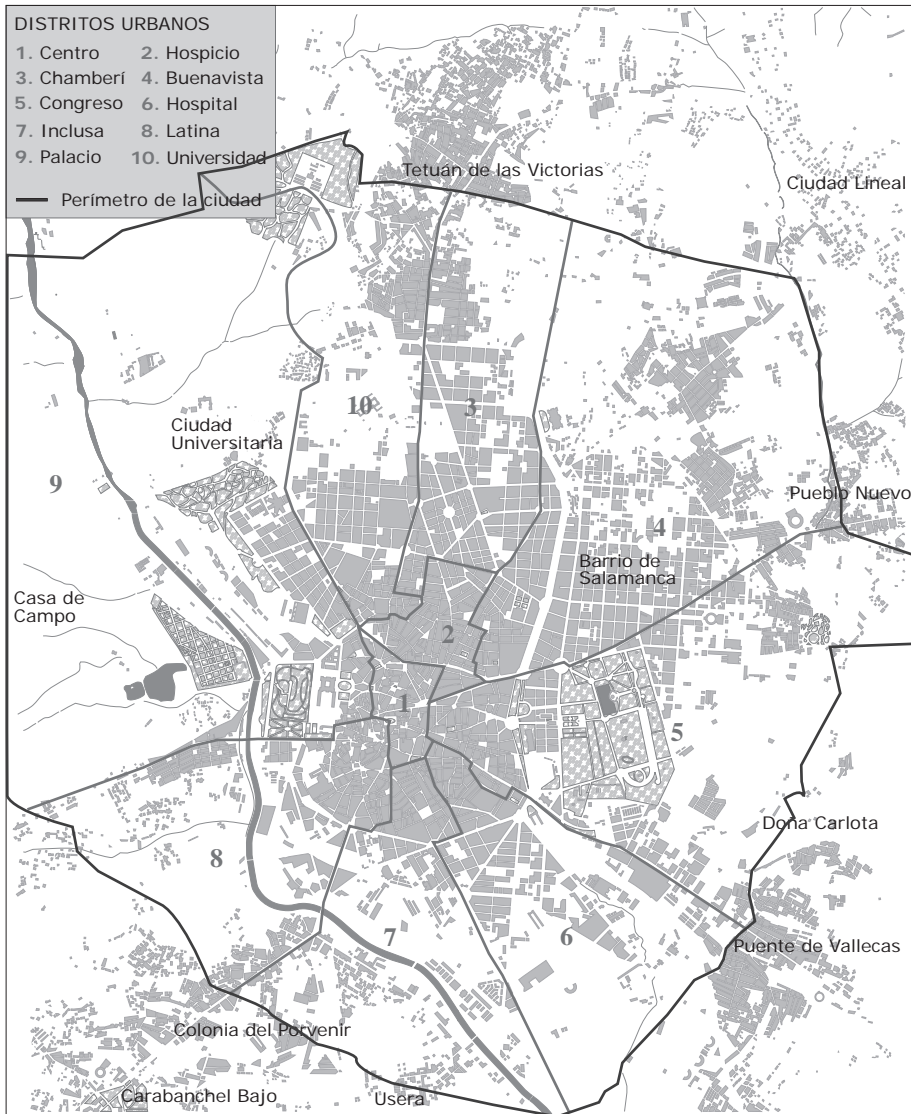 DISTRITOS URBANOS
1. Centro 2. Hospicio
3. Chamberí 4. Buenavista
5. Congreso 6. Hospital
7. Inclusa 8. Latina
9. Palacio 10. Universidad
Perímetro de la ciudad
Tetuán de las Victorias
Ciudad Lineal
10
3
Ciudad
Universitaria
9
Pueblo Nuevo
4
Barrio de
Salamanca
Casa de
Campo
2
1
5
Doña Carlota
8
7
6
Puente de Vallecas
Colonia del Porvenir
Carabanchel Bajo
Usera